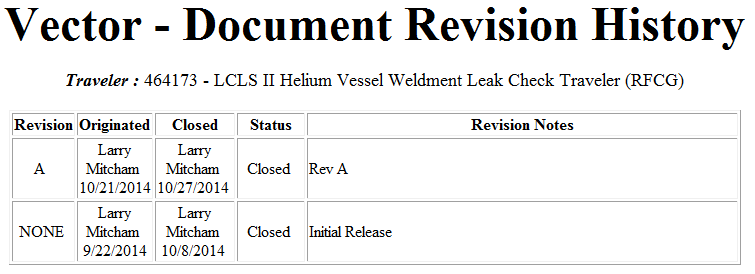 Vector - Document Revision History
Traveler : 464173 - LCLS II Helium Vessel Weldment Leak Check Traveler (RFCG)
Revision Originated Closed Status Revision Notes
A Larry Mitcham 10/21/2014 Larry Mitcham 10/27/2014 Closed Rev A
NONE Larry Mitcham 9/22/2014 Larry Mitcham 10/8/2014 Closed Initial Release